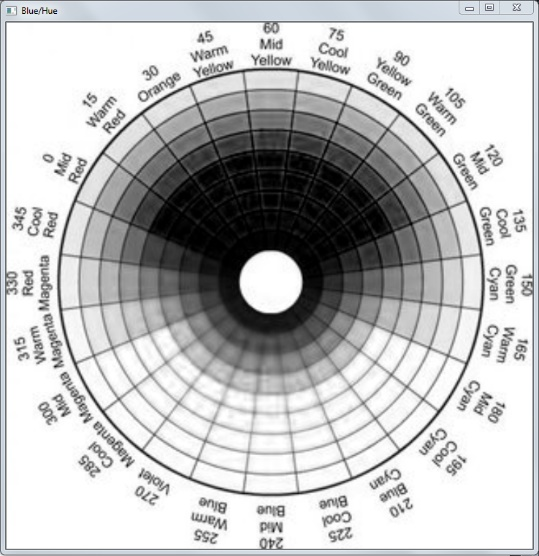 Blue/Hue
0
Mid
Red
15
Warm
Red
30
Orange
45
Warm
Yellow
60
Mid
Yellow
75
Cool
Yellow
90
Yellow
Green
105
Warm
Green
120
Mid
Green
135
Cool
Green
150
Green
Cyan
165
Warm
Cyan
180
Mid
Cyan
195
Cool
Cyan
210
Blue
Cyan
225
Cool
Blue
240
Mid
Blue
255
Warm
Blue
270
Violet
285
Cool
Magenta
300
Mid
Magenta
315
Warm
Magenta
330
Red
Magenta
345
Cool
Red